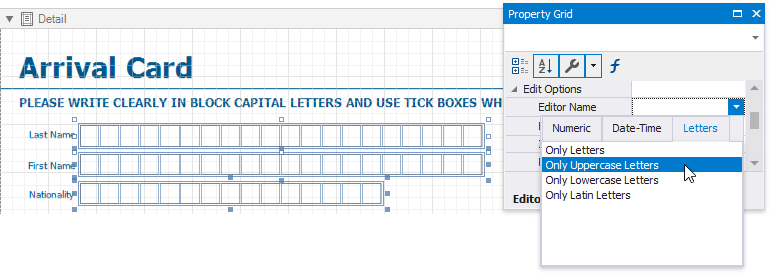 Detail
Arrival Card
PLEASE WRITE CLEARLY IN BLOCK CAPITAL LETTERS AND USE TICK BOXES WH
Last Name
First Name
Nationality
Property Grid
Edit Options
Editor Name
Numeric
Date-Time
Letters
Only Letters
Only Uppercase Letters
Only Lowercase Letters
Only Latin Letters
Edito